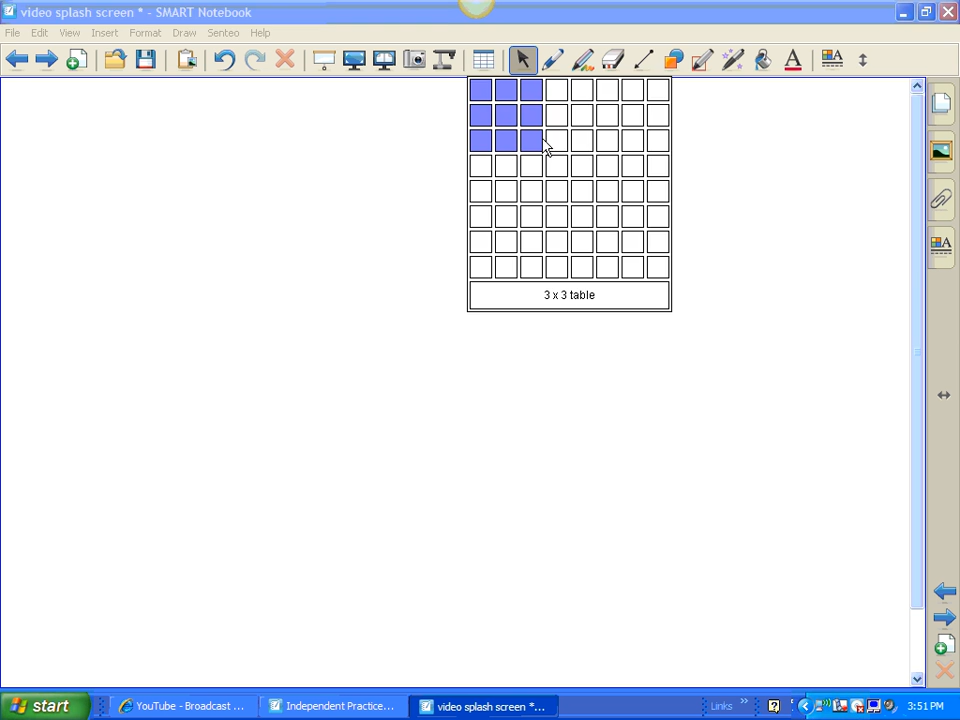 video splash screen * - SMART Notebook
File Edit View Insert Format Draw Senteo Help
3 x 3 table
start
YouTube - Broadcast ...
Independent Practice...
video splash screen *...
Links
3:51 PM